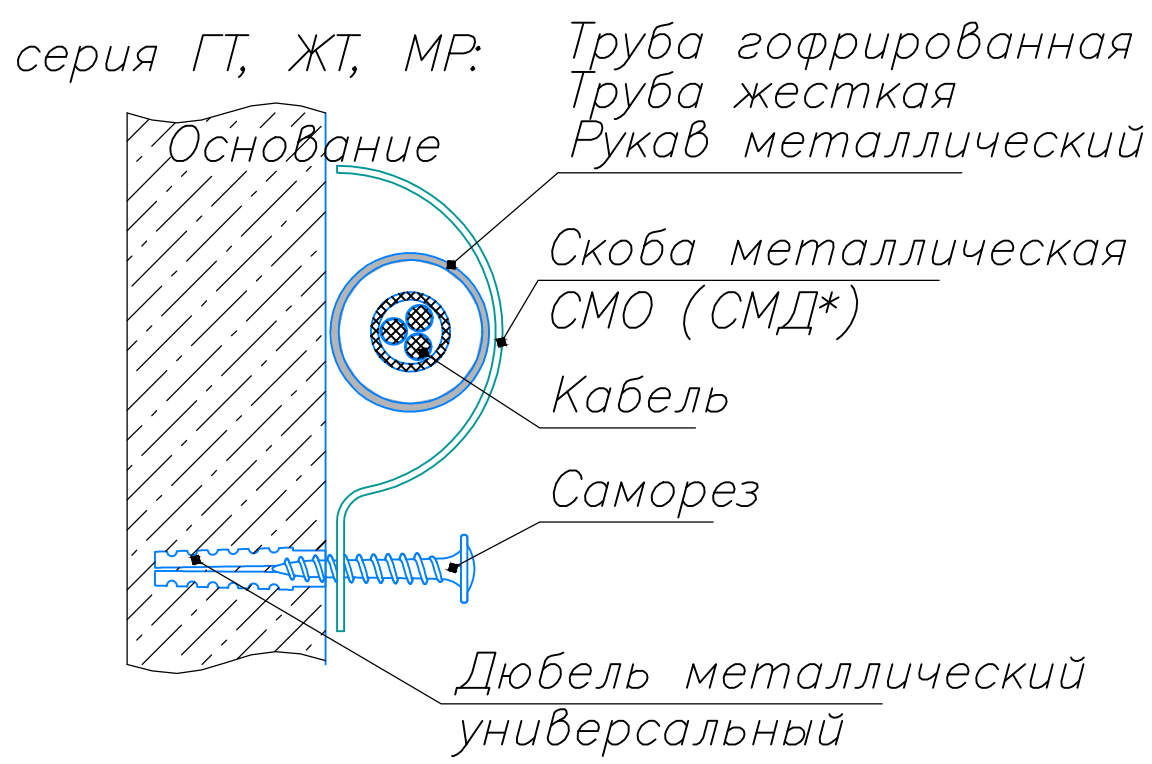 серия ГТ, ЖТ, МР:
Труба гофрированная
Труба жесткая
Рукав металлический
Основание
Скоба металлическая
СМО (СМД*)
Кабель
Саморез
Дюбель металлический
универсальный